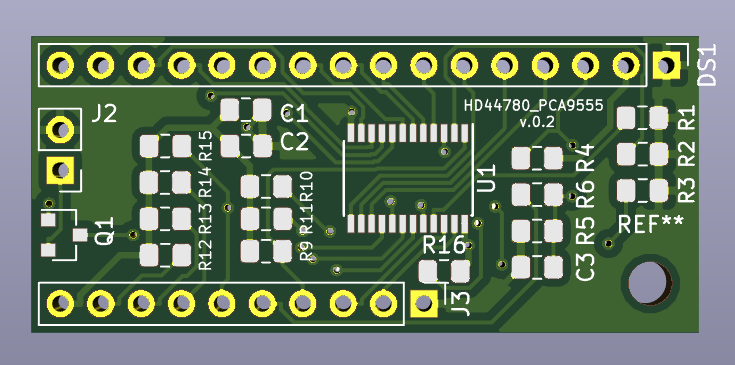 DS1
J2
C1
C2
HD44780_PCA9555
v.0.2
R1
R2
R3
R15
R14
R13
R12
R10
R11
R9
U1
R4
R6
R5
C3
REF**
Q1
R16
J3